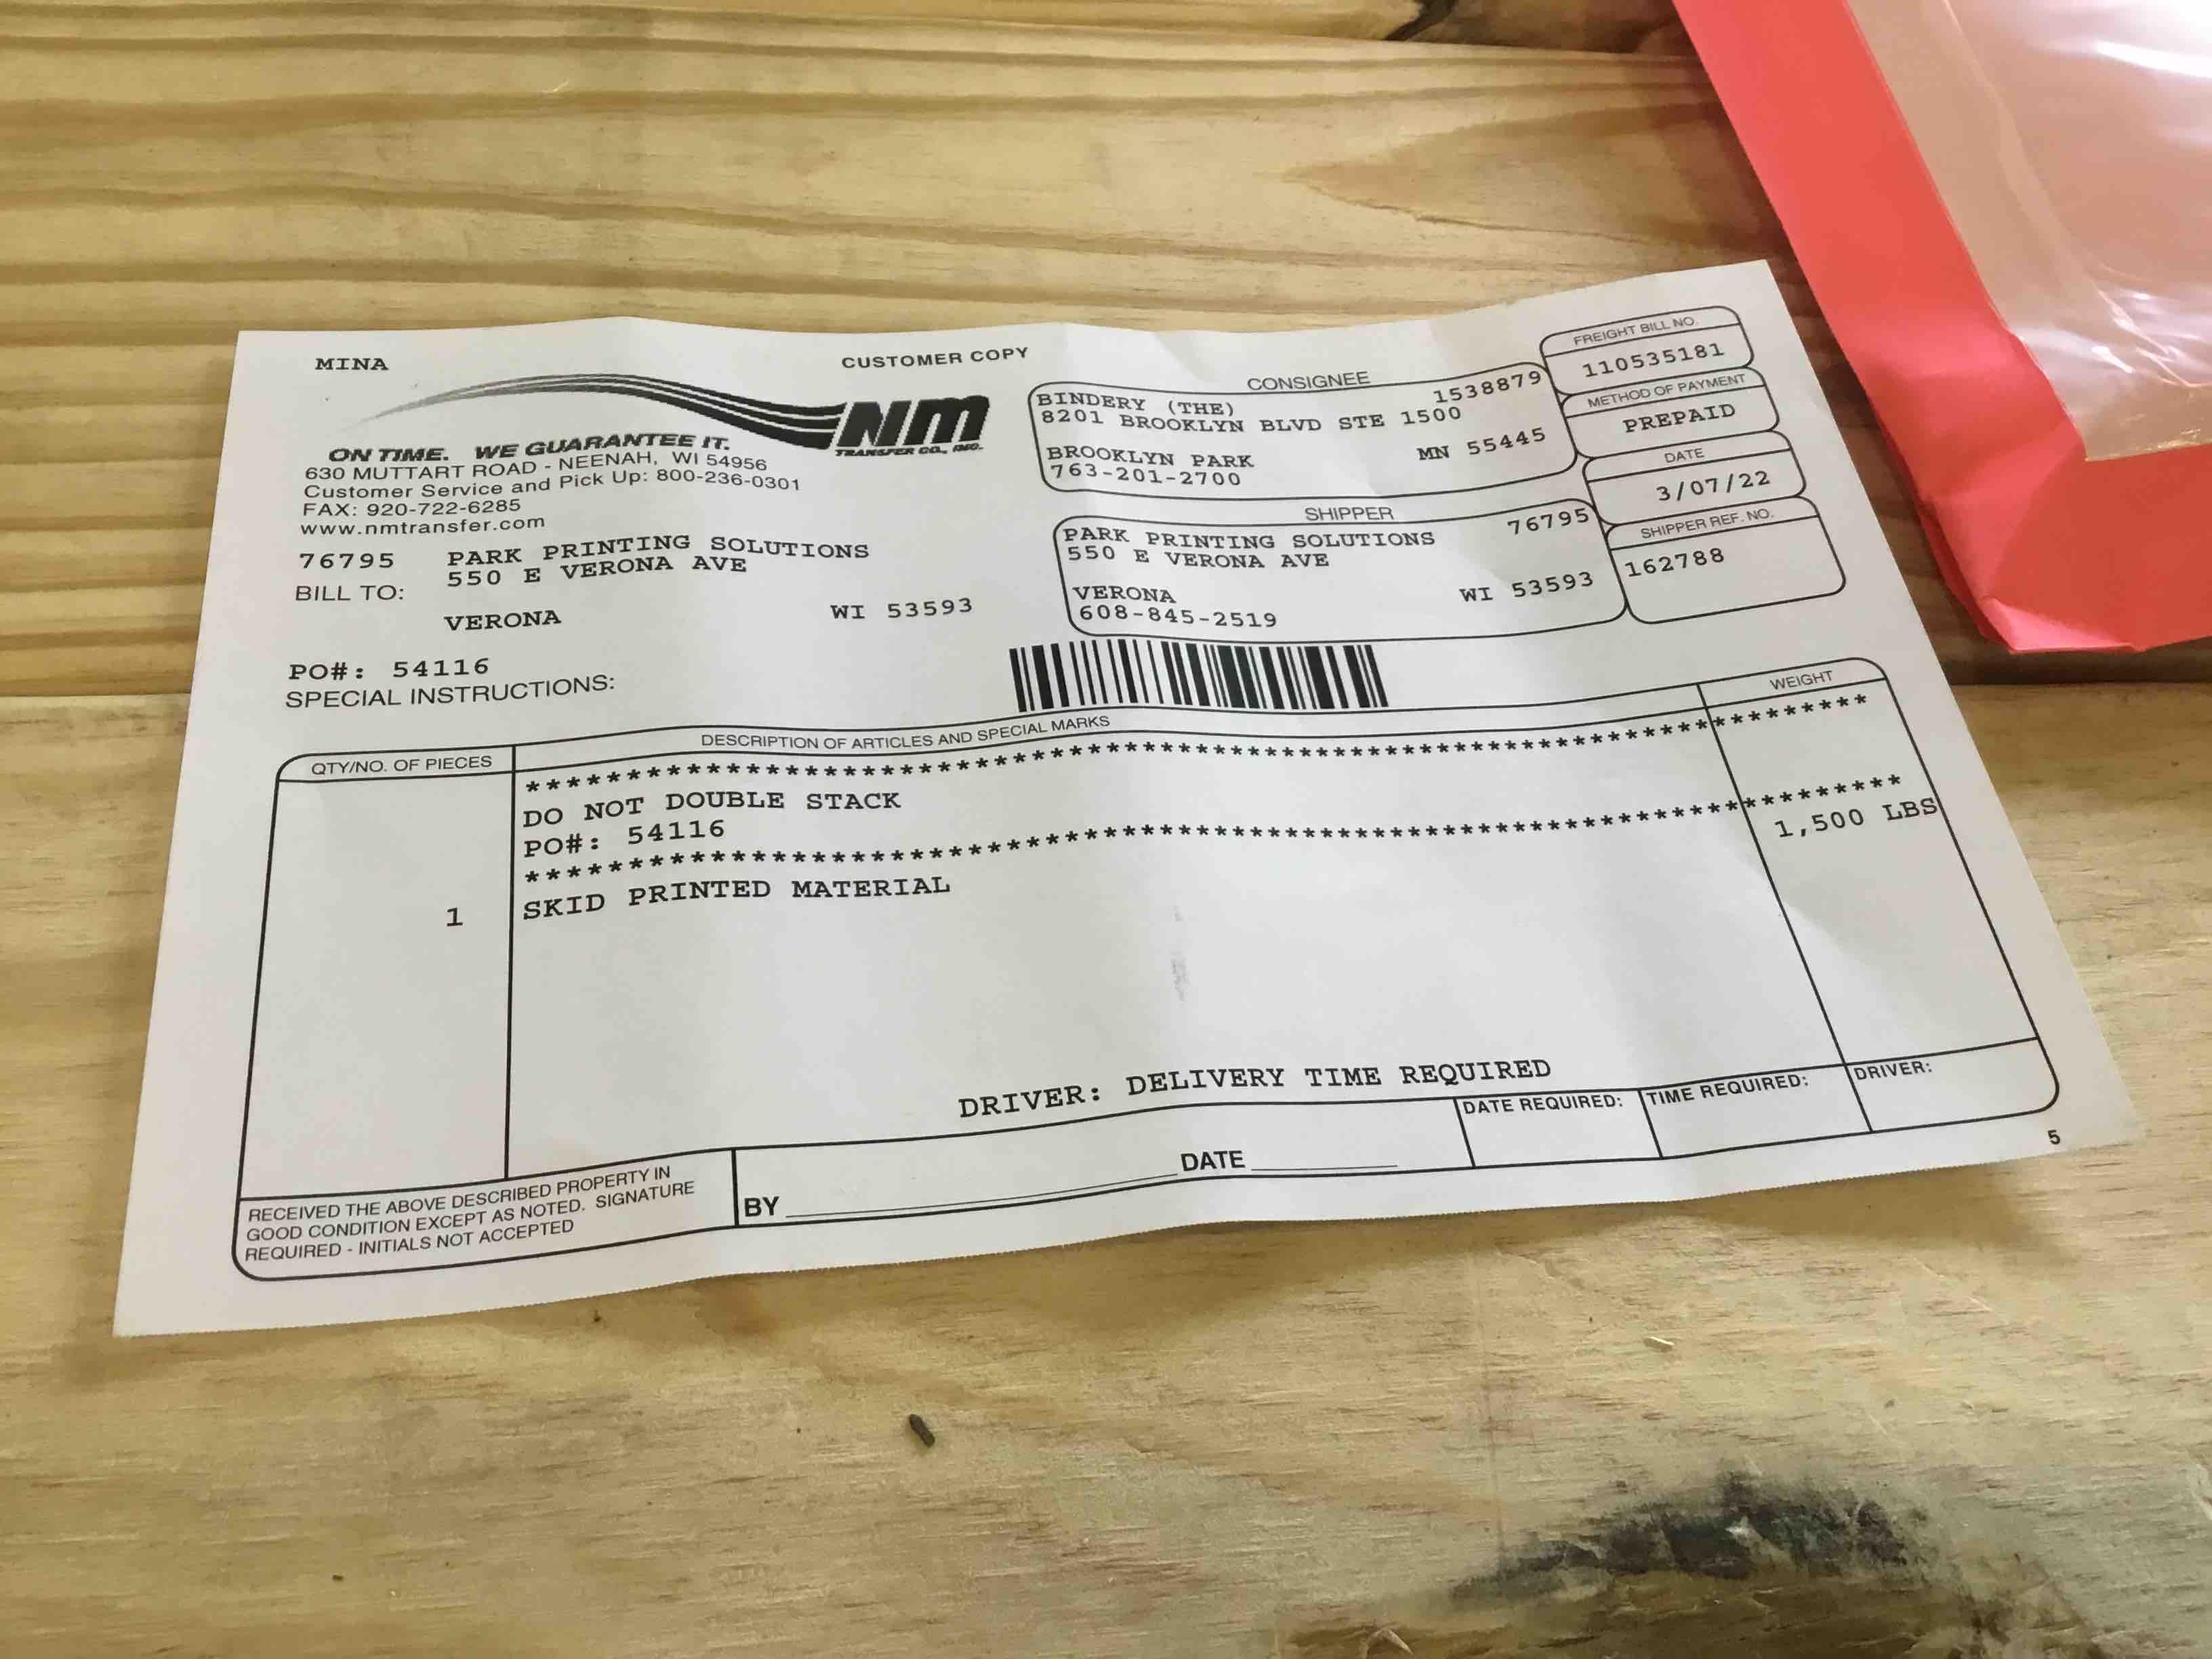 MINA
CUSTOMER COPY
NM
TRANSFER CO., INC.
ON TIME. WE GUARANTEE IT.
630 MUTTART ROAD - NEENAH, WI 54956
Customer Service and Pick Up: 800-236-0301
FAX: 920-722-6285
www.nmtransfer.com
76795 PARK PRINTING SOLUTIONS
BILL TO: 550 E VERONA AVE
VERONA WI 53593
PO#: 54116
SPECIAL INSTRUCTIONS:
CONSIGNEE
BINDERY (THE) 1538879
8201 BROOKLYN BLVD STE 1500
BROOKLYN PARK MN 55445
763-201-2700
SHIPPER
PARK PRINTING SOLUTIONS 76795
550 E VERONA AVE
VERONA WI 53593
608-845-2519
FREIGHT BILL NO.
110535181
METHOD OF PAYMENT
PREPAID
DATE
3/07/22
SHIPPER REF. NO.
162788
QTY/NO. OF PIECES DESCRIPTION OF ARTICLES AND SPECIAL MARKS WEIGHT
*******************************************************************
DO NOT DOUBLE STACK
PO#: 54116
*******************************************************************
1 SKID PRINTED MATERIAL 1,500 LBS
DRIVER: DELIVERY TIME REQUIRED
RECEIVED THE ABOVE DESCRIBED PROPERTY IN
GOOD CONDITION EXCEPT AS NOTED. SIGNATURE
REQUIRED - INITIALS NOT ACCEPTED
BY DATE
DATE REQUIRED: TIME REQUIRED: DRIVER:
5